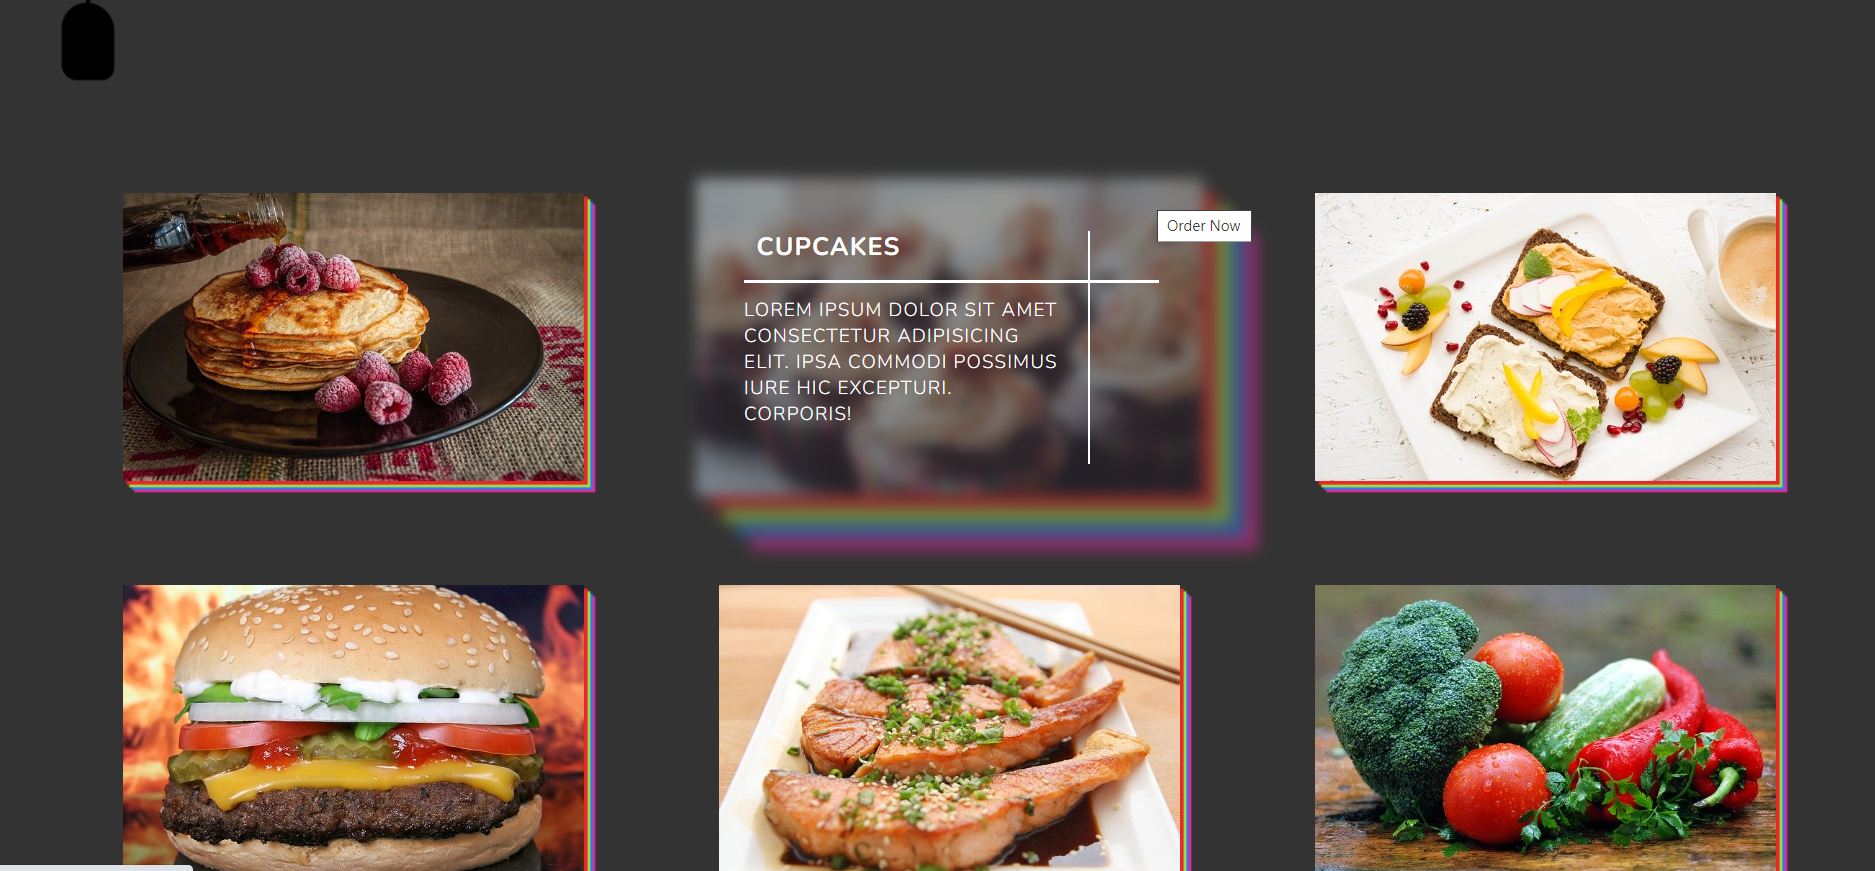 CUPCAKES
Order Now
LOREM IPSUM DOLOR SIT AMET
CONSECTETUR ADIPISICING
ELIT. IPSA COMMODI POSSIMUS
IURE HIC EXCEPTURI.
CORPORIS!